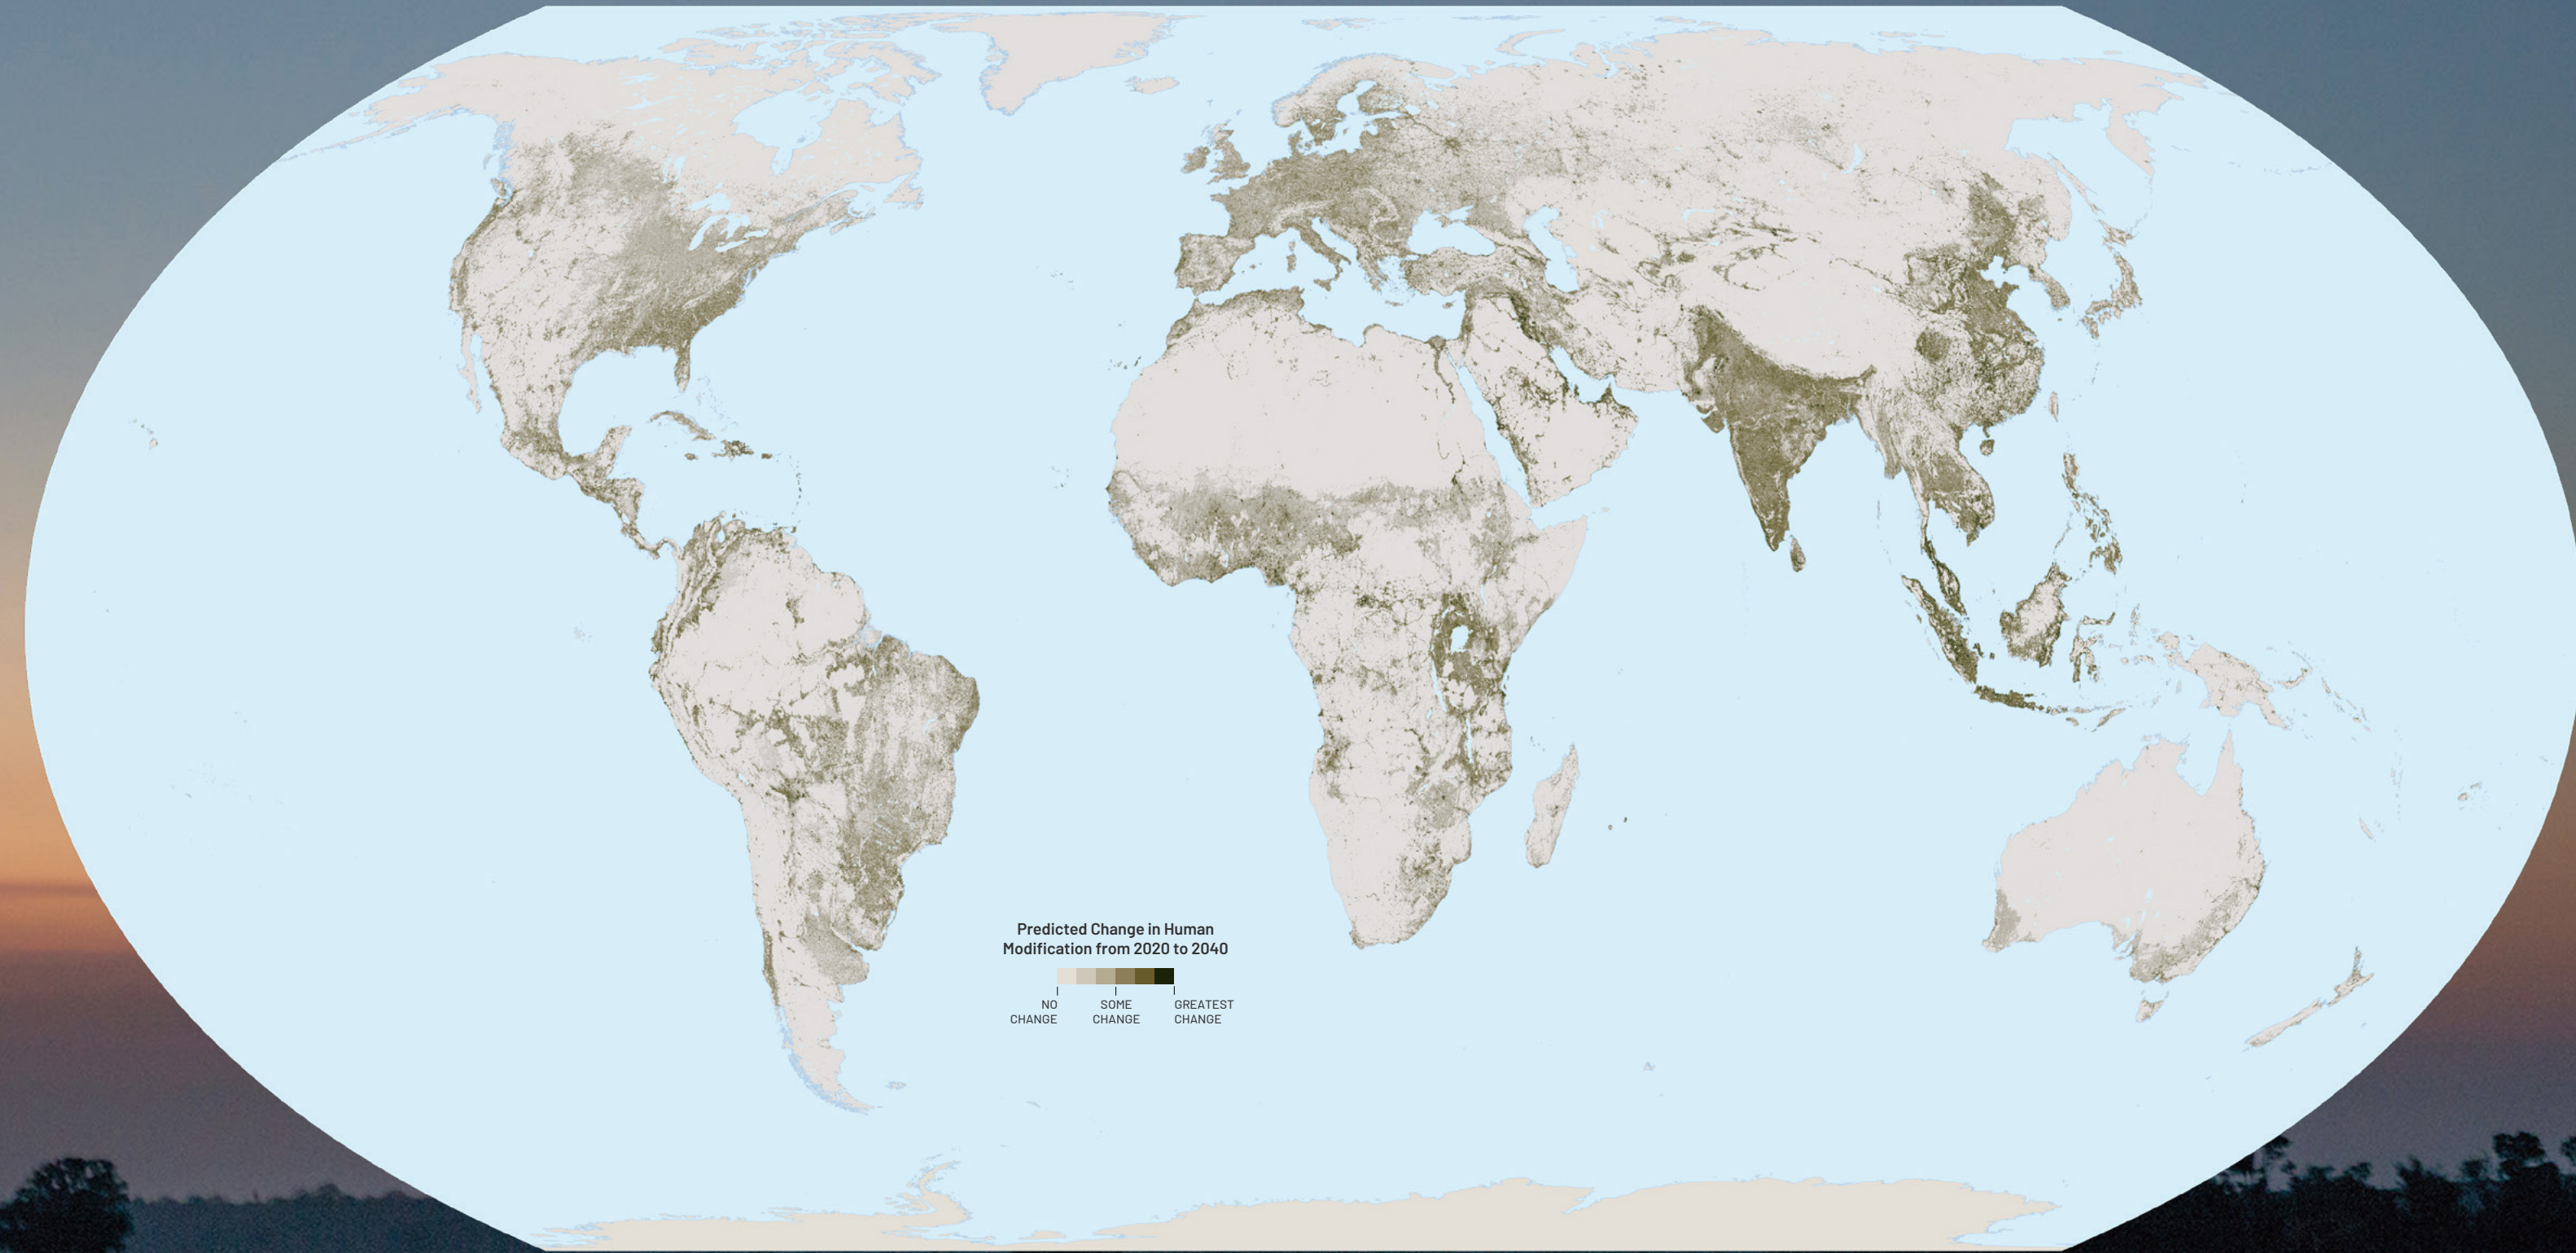 Predicted Change in Human
Modification from 2020 to 2040
NO CHANGE
SOME CHANGE
GREATEST CHANGE